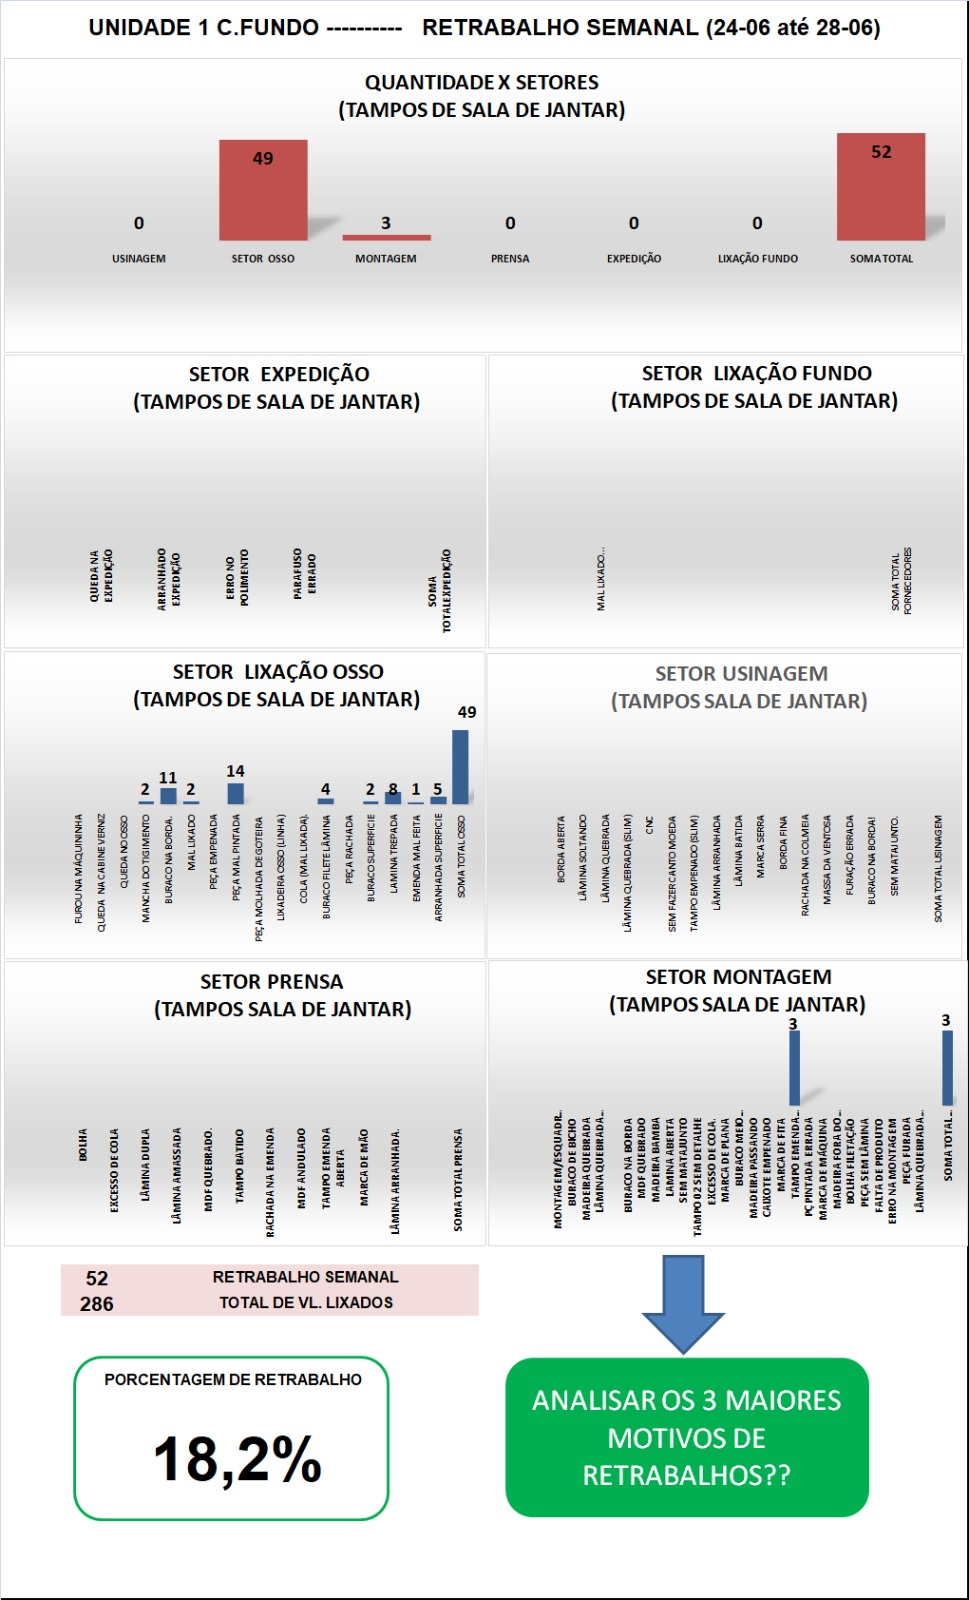 UNIDADE 1 C.FUNDO ---------- RETRABALHO SEMANAL (24-06 até 28-06)
QUANTIDADE X SETORES
(TAMPOS DE SALA DE JANTAR)
0
49
3
0
0
0
52
USINAGEM
SETOR OSSO
MONTAGEM
PRENSA
EXPEDIÇÃO
LIXAÇÃO FUNDO
SOMA TOTAL
SETOR EXPEDIÇÃO
(TAMPOS DE SALA DE JANTAR)
QUEDA NA
EXPEDIÇÃO
ARRANHADO
EXPEDIÇÃO
ERRO NO
POLIMENTO
PARAFUSO
ERRADO
SOMA
TOTALEXPEDIÇÃO
SETOR LIXAÇÃO FUNDO
(TAMPOS DE SALA DE JANTAR)
MAL LIXADO...
SOMA TOTAL
FORNECEDORES
SETOR LIXAÇÃO OSSO
(TAMPOS DE SALA DE JANTAR)
2
11
2
14
4
2
8
1
5
49
FUROU NA MÁQUININHA
QUEDA NA CABINE VERNIZ
QUEDA NO OSSO
MANCHA DO TIGIMENTO
BURACO NA BORDA.
MAL LIXADO
PEÇA EMPENADA
PEÇA MAL PINTADA
PEÇA MOLHADA DE GOTEIRA
LIXADEIRA OSSO (LINHA)
COLA (MAL LIXADA).
BURACO FILETE LÂMINA
PEÇA RACHADA
BURACO SUPERFICIE
LAMINA TREPADA
EMENDA MAL FEITA
ARRANHADA SUPERFICIE
SOMA TOTAL OSSO
SETOR USINAGEM
(TAMPOS SALA DE JANTAR)
BORDA ABERTA
LÂMINA SOLTANDO
LÂMINA QUEBRADA
LÂMINA QUEBRADA (SLIM)
CNC
SEM FAZER CANTO MOEDA
TAMPO EMPENADO (SLIM)
LÂMINA ARRANHADA
LÂMINA BATIDA
MARCA SERRA
BORDA FINA
RACHADA NA COLMEIA
MASSA DA VENTOSA
FURAÇÃO ERRADA
BURACO NA BORDA!
SEM MATAJUNTO.
SOMA TOTAL USINAGEM
SETOR PRENSA
(TAMPOS SALA DE JANTAR)
BOLHA
EXCESSO DE COLA
LÂMINA DUPLA
LÂMINA AMASSADA
MDF QUEBRADO.
TAMPO BATIDO
RACHADA NA EMENDA
MDF ANDULADO
TAMPO EMENDA
ABERTA
MARCA DE MÃO
LÂMINA ARRANHADA.
SOMA TOTAL PRENSA
SETOR MONTAGEM
(TAMPOS SALA DE JANTAR)
3
3
MONTAGEM/ESQUADR...
BURACO DE BICHO
MADEIRA QUEBRADA
LÂMINA QUEBRADA...
BURACO NA BORDA
MDF QUEBRADO
MADEIRA BAMBA
LAMINA ABERTA
SEM MATAJUNTO
TAMPO 02 SEM DETALHE
EXCESSO DE COLA.
MARCA DE PLANA
BURACO MEIO...
MADEIRA PASSANDO
CAIXOTE EMPENADO
MARCA DE FITA
TAMPO EMENDA...
PÇ PINTADA ERRADA
MARCA DE MÁQUINA
MADEIRA FORA DO...
BOLHA FILETAÇÃO
PEÇA SEM LÂMINA
FALTA DE PRODUTO
ERRO NA MONTAGEM
PEÇA FURADA
LÂMINA QUEBRADA...
SOMA TOTAL...
52 RETRABALHO SEMANAL
286 TOTAL DE VL. LIXADOS
PORCENTAGEM DE RETRABALHO
18,2%
ANALISAR OS 3 MAIORES
MOTIVOS DE
RETRABALHOS??